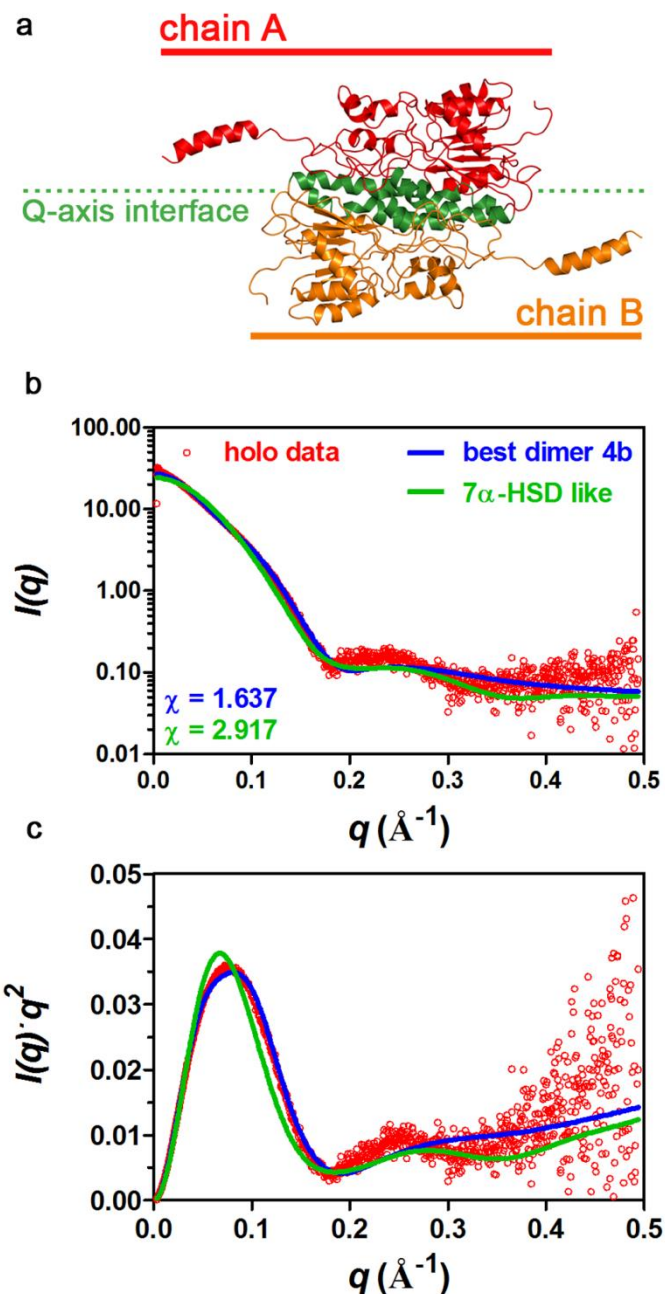 a
chain A
Q-axis interface
chain B
b
100.00
10.00
1.00
0.10
0.01
I(q)
holo data
best dimer 4b
7α-HSD like
χ = 1.637
χ = 2.917
0.0 0.1 0.2 0.3 0.4 0.5
q (Å⁻¹)
c
0.05
0.04
0.03
0.02
0.01
0.00
I(q)·q²
0.0 0.1 0.2 0.3 0.4 0.5
q (Å⁻¹)